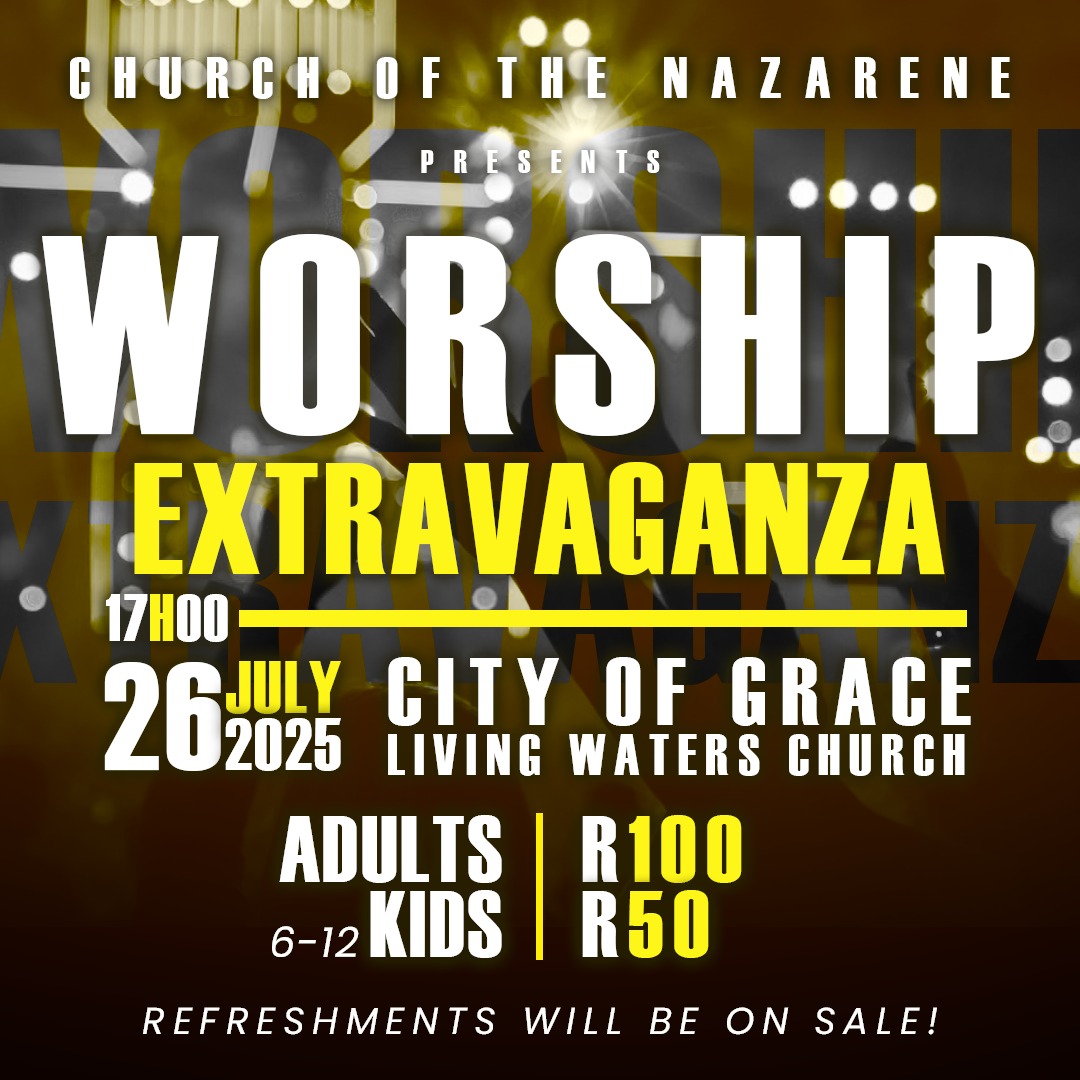 CHURCH OF THE NAZARENE
PRESENTS
WORSHIP
EXTRAVAGANZA
17H00
26 JULY 2025
CITY OF GRACE
LIVING WATERS CHURCH
ADULTS R100
6-12 KIDS R50
REFRESHMENTS WILL BE ON SALE!